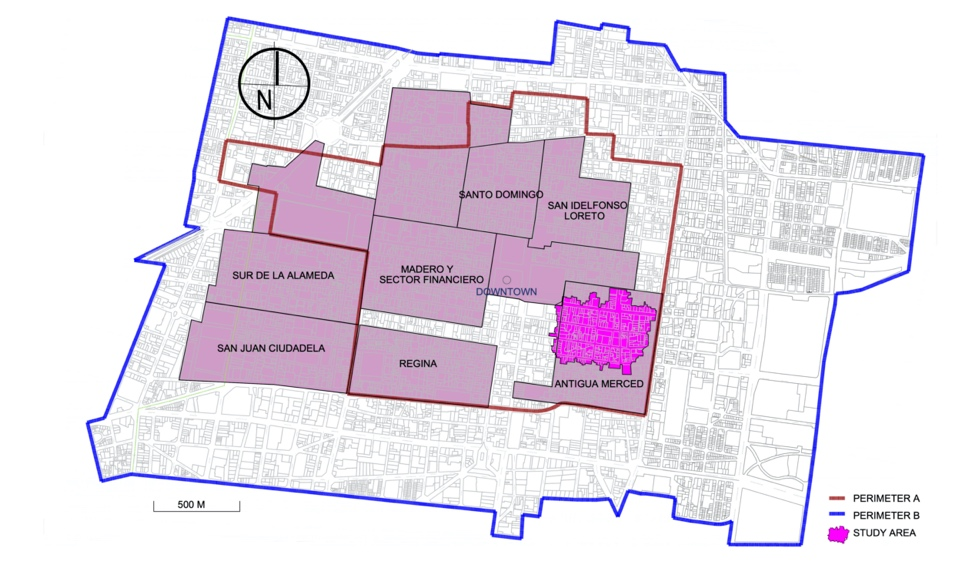 N
SANTO DOMINGO
SAN IDELFONSO
LORETO
SUR DE LA ALAMEDA
MADERO Y
SECTOR FINANCIERO
DOWNTOWN
SAN JUAN CIUDADELA
REGINA
ANTIGUA MERCED
500 M
PERIMETER A
PERIMETER B
STUDY AREA